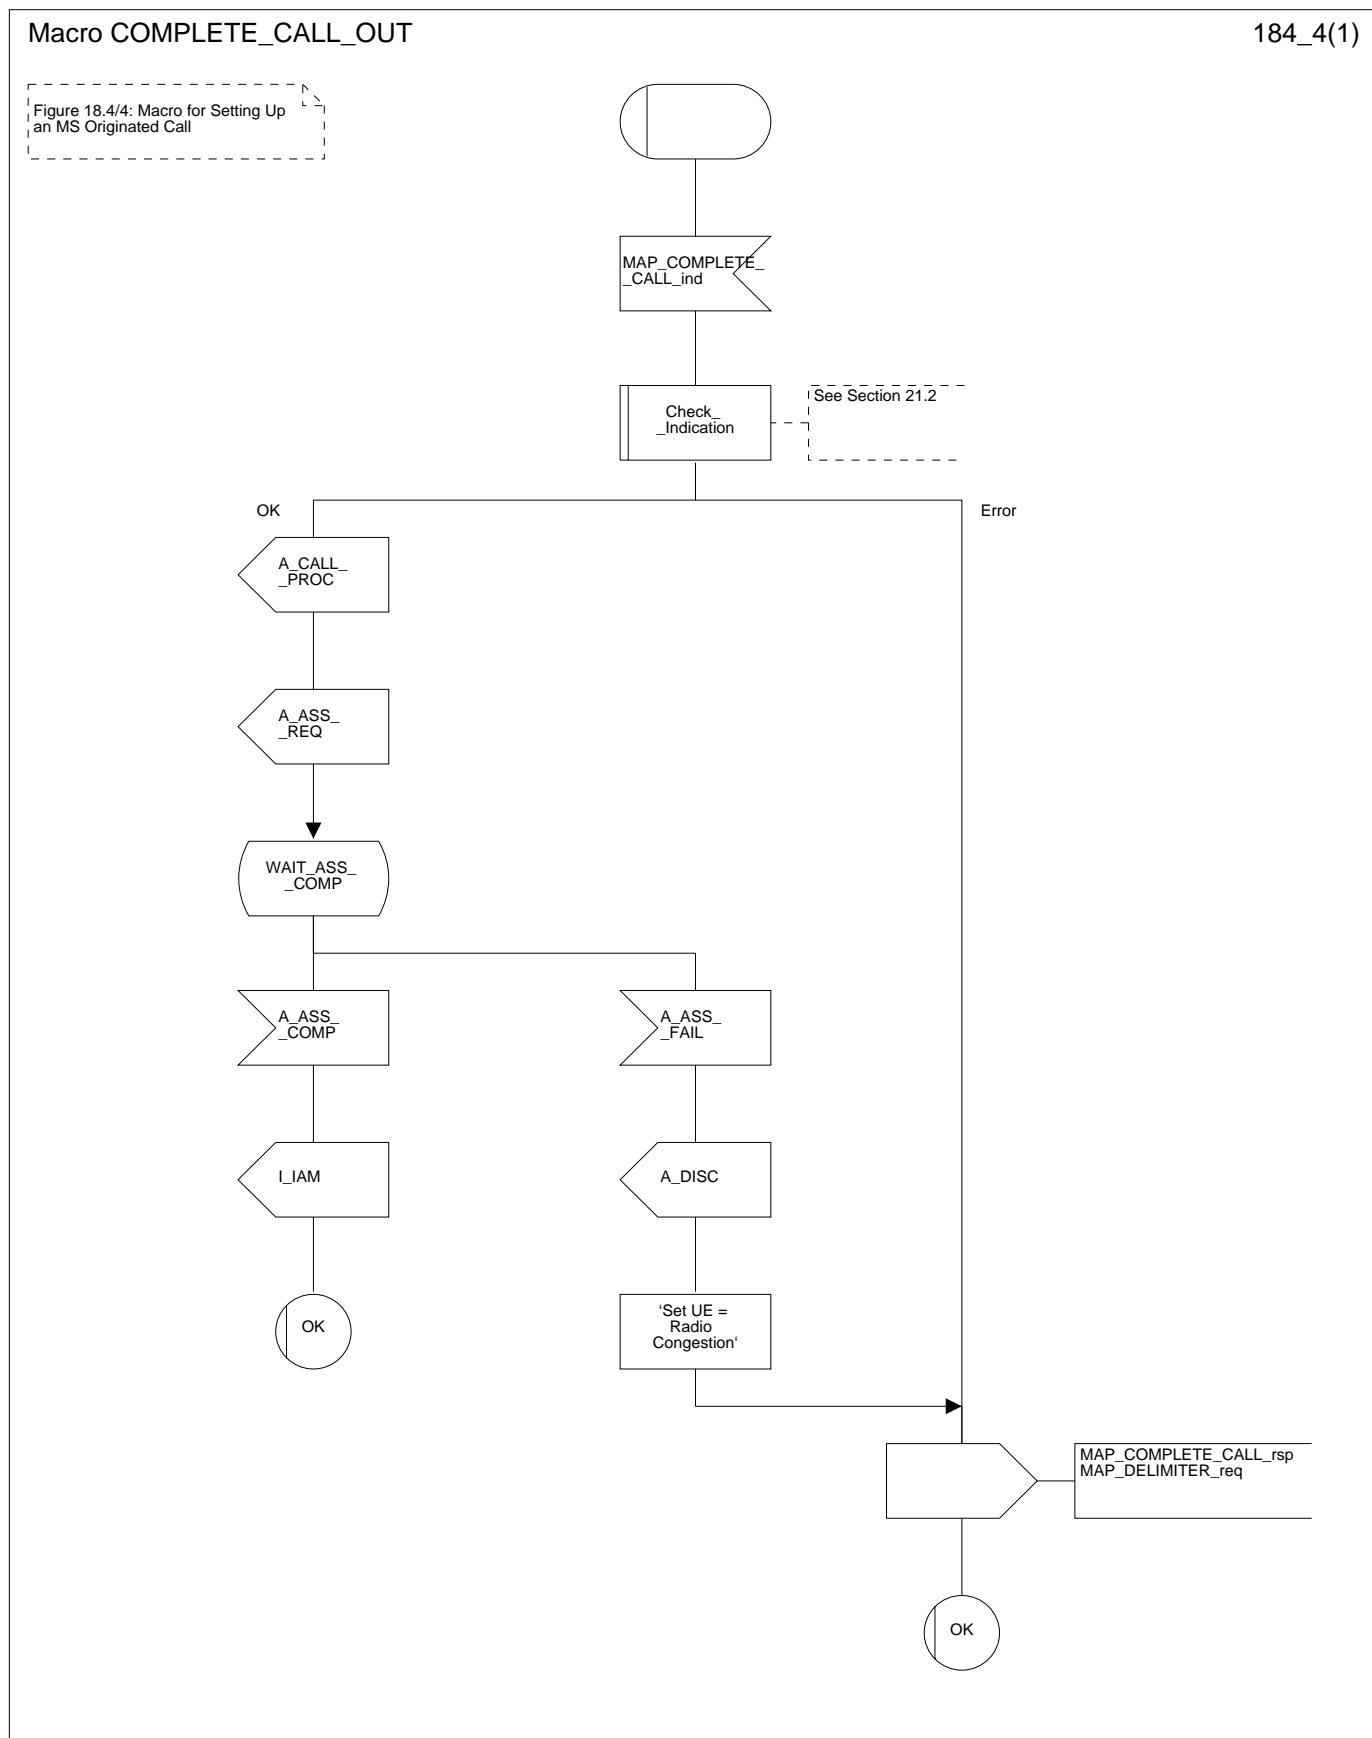 Macro COMPLETE_CALL_OUT
184_4(1)
Figure 18.4/4: Macro for Setting Up
an MS Originated Call
MAP_COMPLETE_
_CALL_ind
Check_
_Indication
See Section 21.2
OK
Error
A_CALL_
_PROC
A_ASS_
_REQ
WAIT_ASS_
_COMP
A_ASS_
_COMP
A_ASS_
_FAIL
I_IAM
A_DISC
OK
‘Set UE =
Radio
Congestion‘
MAP_COMPLETE_CALL_rsp
MAP_DELIMITER_req
OK